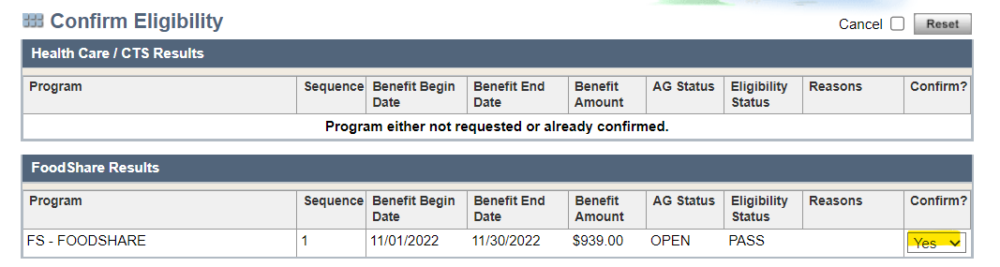 Confirm Eligibility
Cancel Reset
Health Care / CTS Results
Program Sequence Benefit Begin Date Benefit End Date Benefit Amount AG Status Eligibility Status Reasons Confirm?
Program either not requested or already confirmed.
FoodShare Results
Program Sequence Benefit Begin Date Benefit End Date Benefit Amount AG Status Eligibility Status Reasons Confirm?
FS - FOODSHARE 1 11/01/2022 11/30/2022 $939.00 OPEN PASS Yes